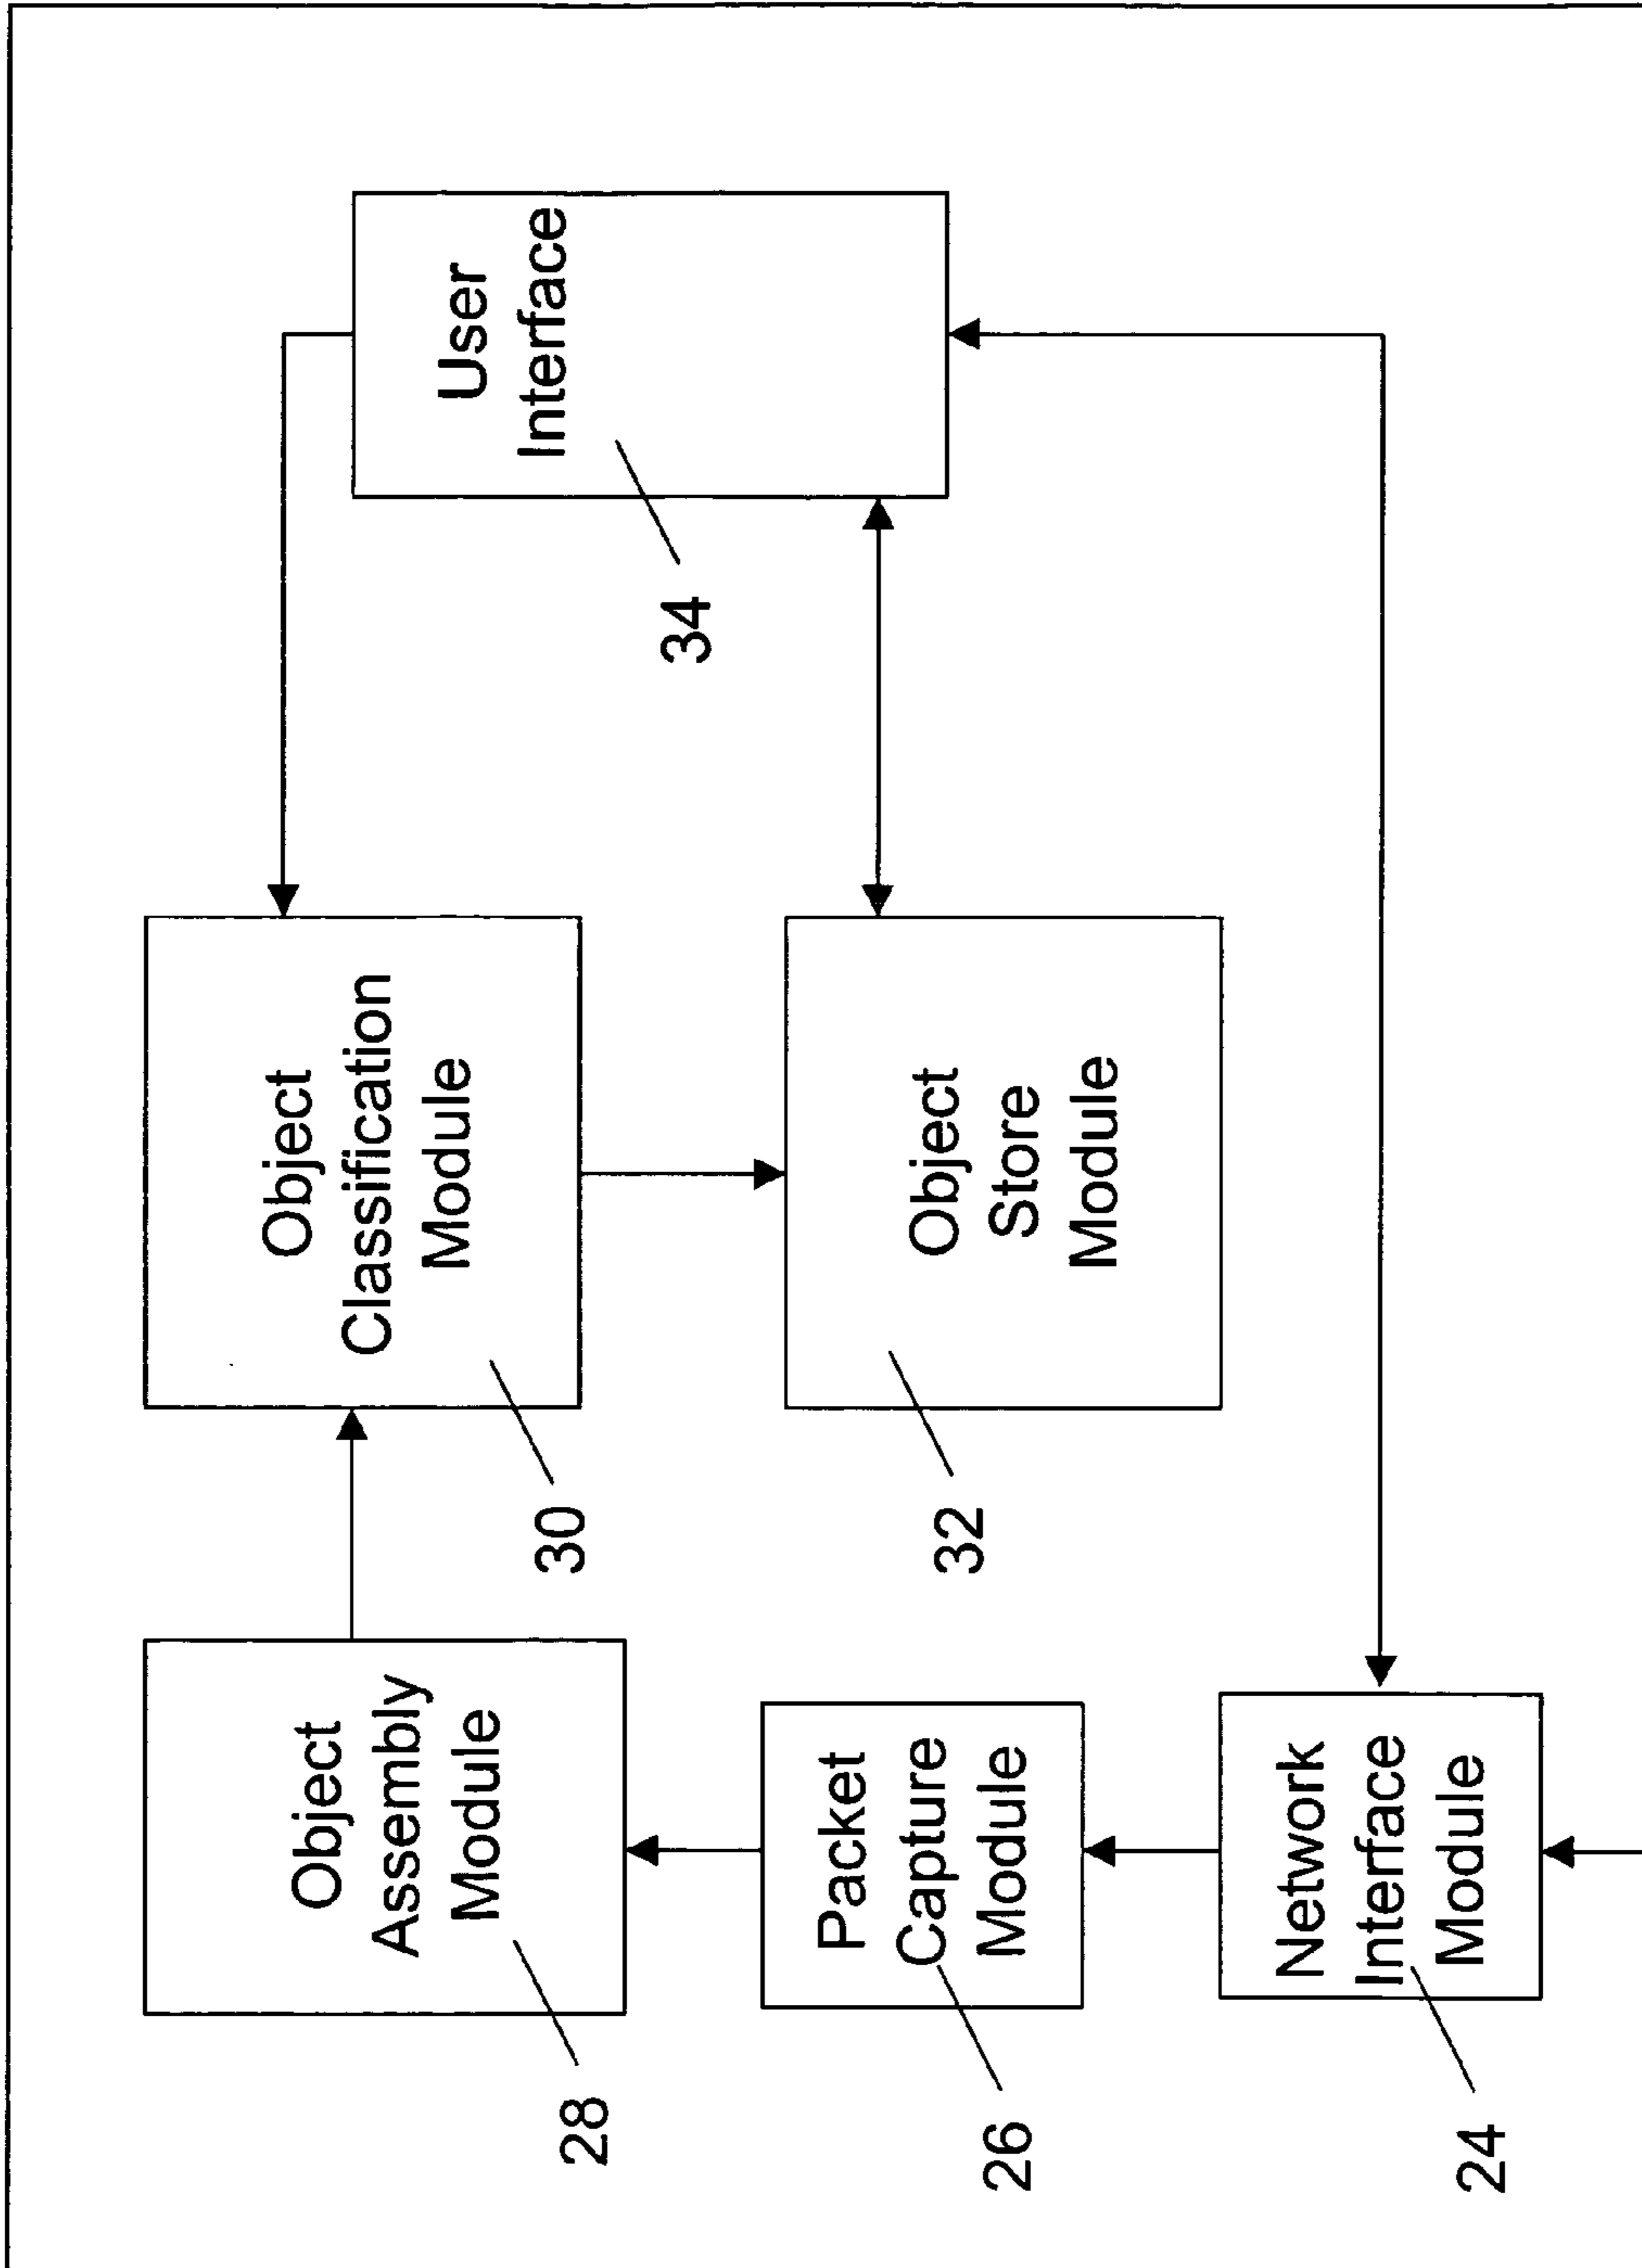 Object
Assembly
Module
28
Packet
Capture
Module
26
Network
Interface
Module
24
Object
Classification
Module
30
Object
Store
Module
32
User
Interface
34